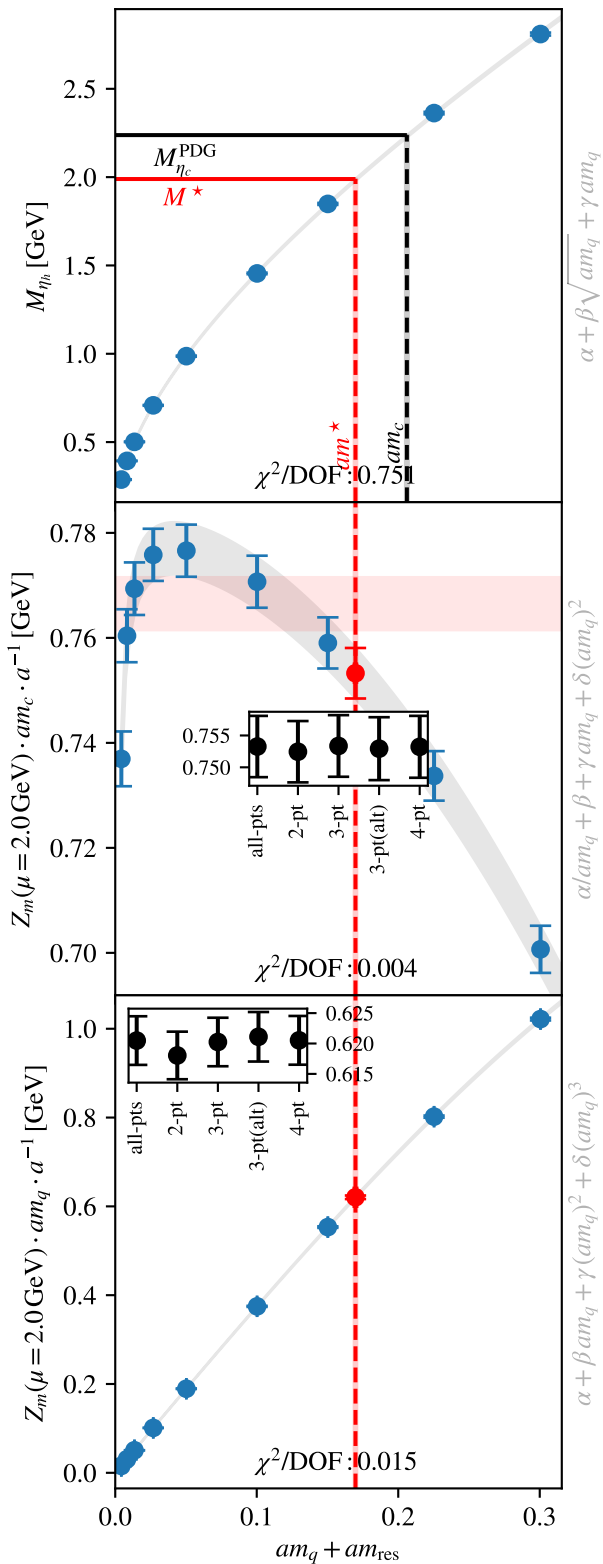 2.5
2.0
1.5
1.0
0.5
M_{η_h} [GeV]
M_{η_c}^{PDG}
M^⋆
am^⋆
am_c
χ²/DOF:0.751
α + β√am_q + γ am_q
0.78
0.76
0.74
0.72
0.70
Z_m(μ = 2.0 GeV) · am_c · a⁻¹ [GeV]
0.755
0.750
all-pts
2-pt
3-pt
3-pt(alt)
4-pt
χ²/DOF:0.004
α/am_q + β + γ am_q + δ(am_q)²
1.0
0.8
0.6
0.4
0.2
0.0
Z_m(μ = 2.0 GeV) · am_q · a⁻¹ [GeV]
0.625
0.620
0.615
all-pts
2-pt
3-pt
3-pt(alt)
4-pt
χ²/DOF:0.015
α + β am_q + γ (am_q)² + δ(am_q)³
0.0 0.1 0.2 0.3
am_q + am_res